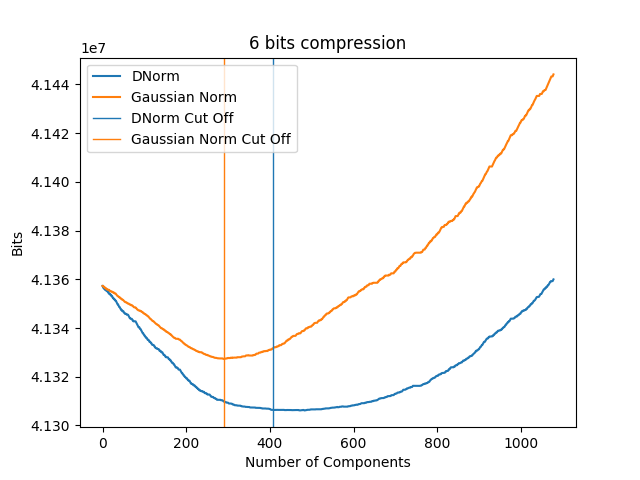 6 bits compression
1e7
4.144
4.142
4.140
4.138
4.136
4.134
4.132
4.130
Bits
DNorm
Gaussian Norm
DNorm Cut Off
Gaussian Norm Cut Off
0 200 400 600 800 1000
Number of Components